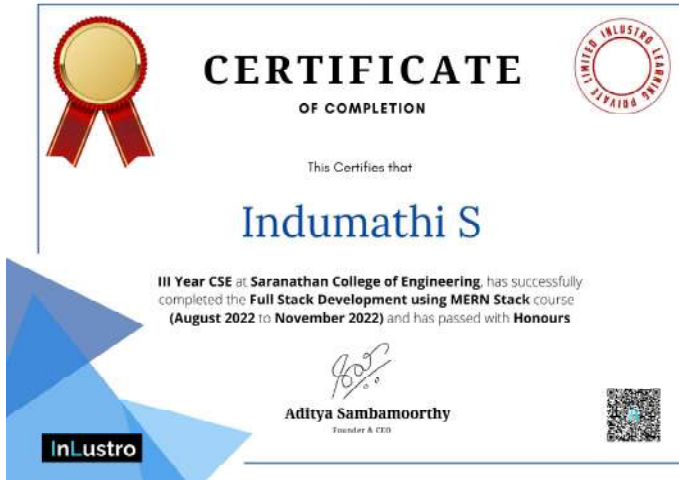 CERTIFICATE
INLUSTRO LEARNING PRIVATE LIMITED
OF COMPLETION
This Certifies that
Indumathi S
III Year CSE at Saranathan College of Engineering, has successfully
completed the Full Stack Development using MERN Stack course
(August 2022 to November 2022) and has passed with Honours
Aditya Sambamoorthy
Founder & CEO
InLustro